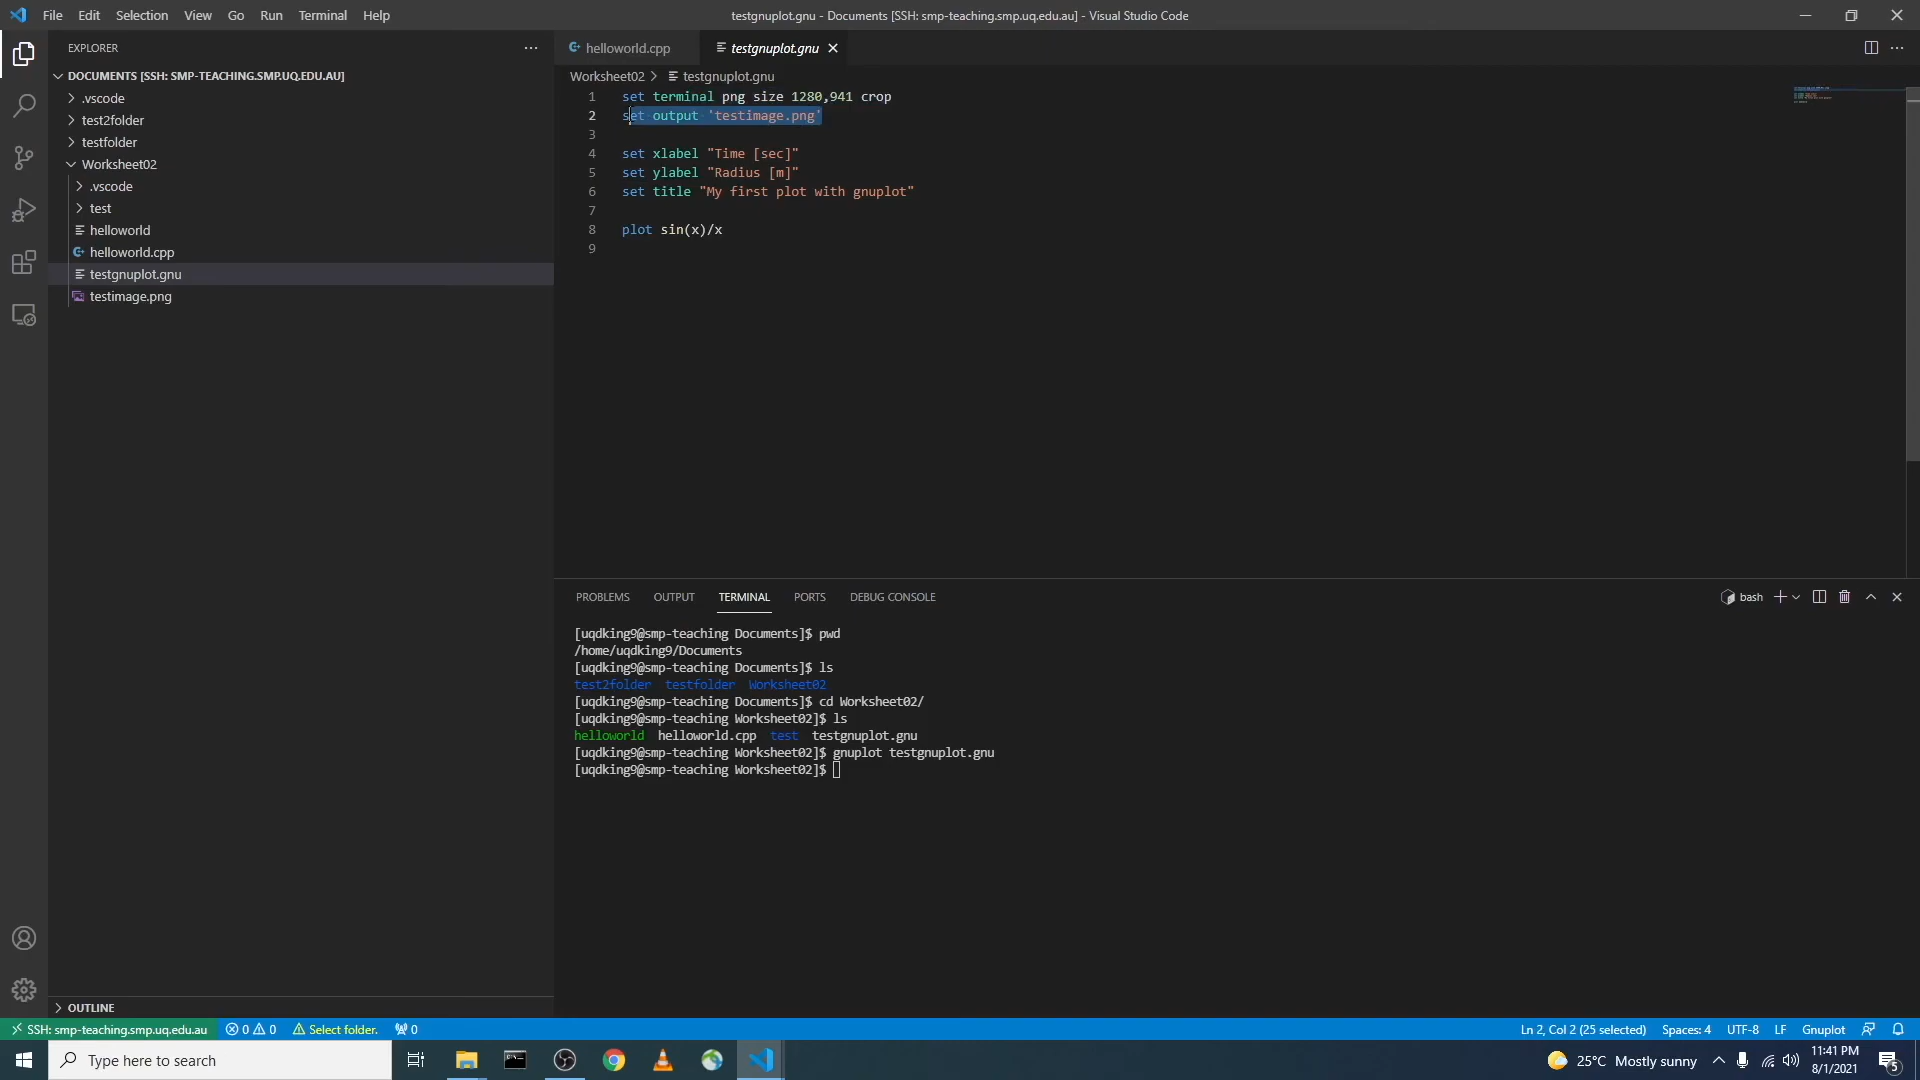 File Edit Selection View Go Run Terminal Help
testgnuplot.gnu - Documents [SSH: smp-teaching.smp.uq.edu.au] - Visual Studio Code
EXPLORER
DOCUMENTS [SSH: SMP-TEACHING.SMP.UQ.EDU.AU]
.vscode
test2folder
testfolder
Worksheet02
.vscode
test
helloworld
helloworld.cpp
testgnuplot.gnu
testimage.png
OUTLINE
helloworld.cpp testgnuplot.gnu
Worksheet02 > testgnuplot.gnu
1 set terminal png size 1280,941 crop
2 set output 'testimage.png'
3
4 set xlabel "Time [sec]"
5 set ylabel "Radius [m]"
6 set title "My first plot with gnuplot"
7
8 plot sin(x)/x
9
PROBLEMS OUTPUT TERMINAL PORTS DEBUG CONSOLE
bash
[uqdking9@smp-teaching Documents]$ pwd
/home/uqdking9/Documents
[uqdking9@smp-teaching Documents]$ ls
test2folder testfolder Worksheet02
[uqdking9@smp-teaching Documents]$ cd Worksheet02/
[uqdking9@smp-teaching Worksheet02]$ ls
helloworld helloworld.cpp test testgnuplot.gnu
[uqdking9@smp-teaching Worksheet02]$ gnuplot testgnuplot.gnu
[uqdking9@smp-teaching Worksheet02]$
SSH: smp-teaching.smp.uq.edu.au 0 0 Select folder. 0
Ln 2, Col 2 (25 selected) Spaces: 4 UTF-8 LF Gnuplot
Type here to search
25°C Mostly sunny
11:41 PM
8/1/2021
5